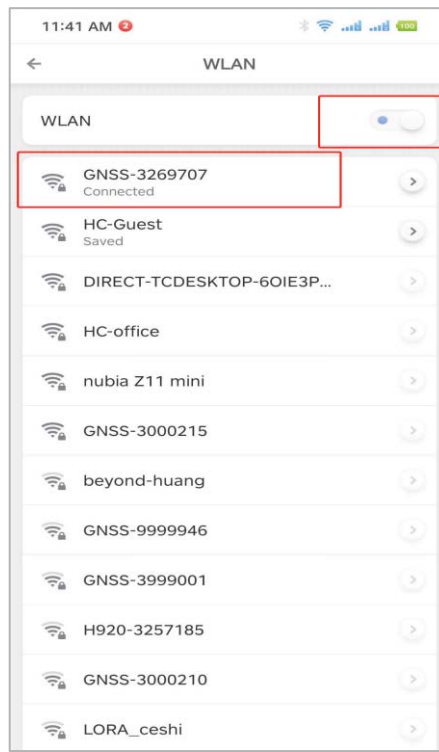 11:41 AM 2 100
WLAN
WLAN
GNSS-3269707
Connected
HC-Guest
Saved
DIRECT-TCDESKTOP-6OIE3P...
HC-office
nubia Z11 mini
GNSS-3000215
beyond-huang
GNSS-9999946
GNSS-3999001
H920-3257185
GNSS-3000210
LORA_ceshi